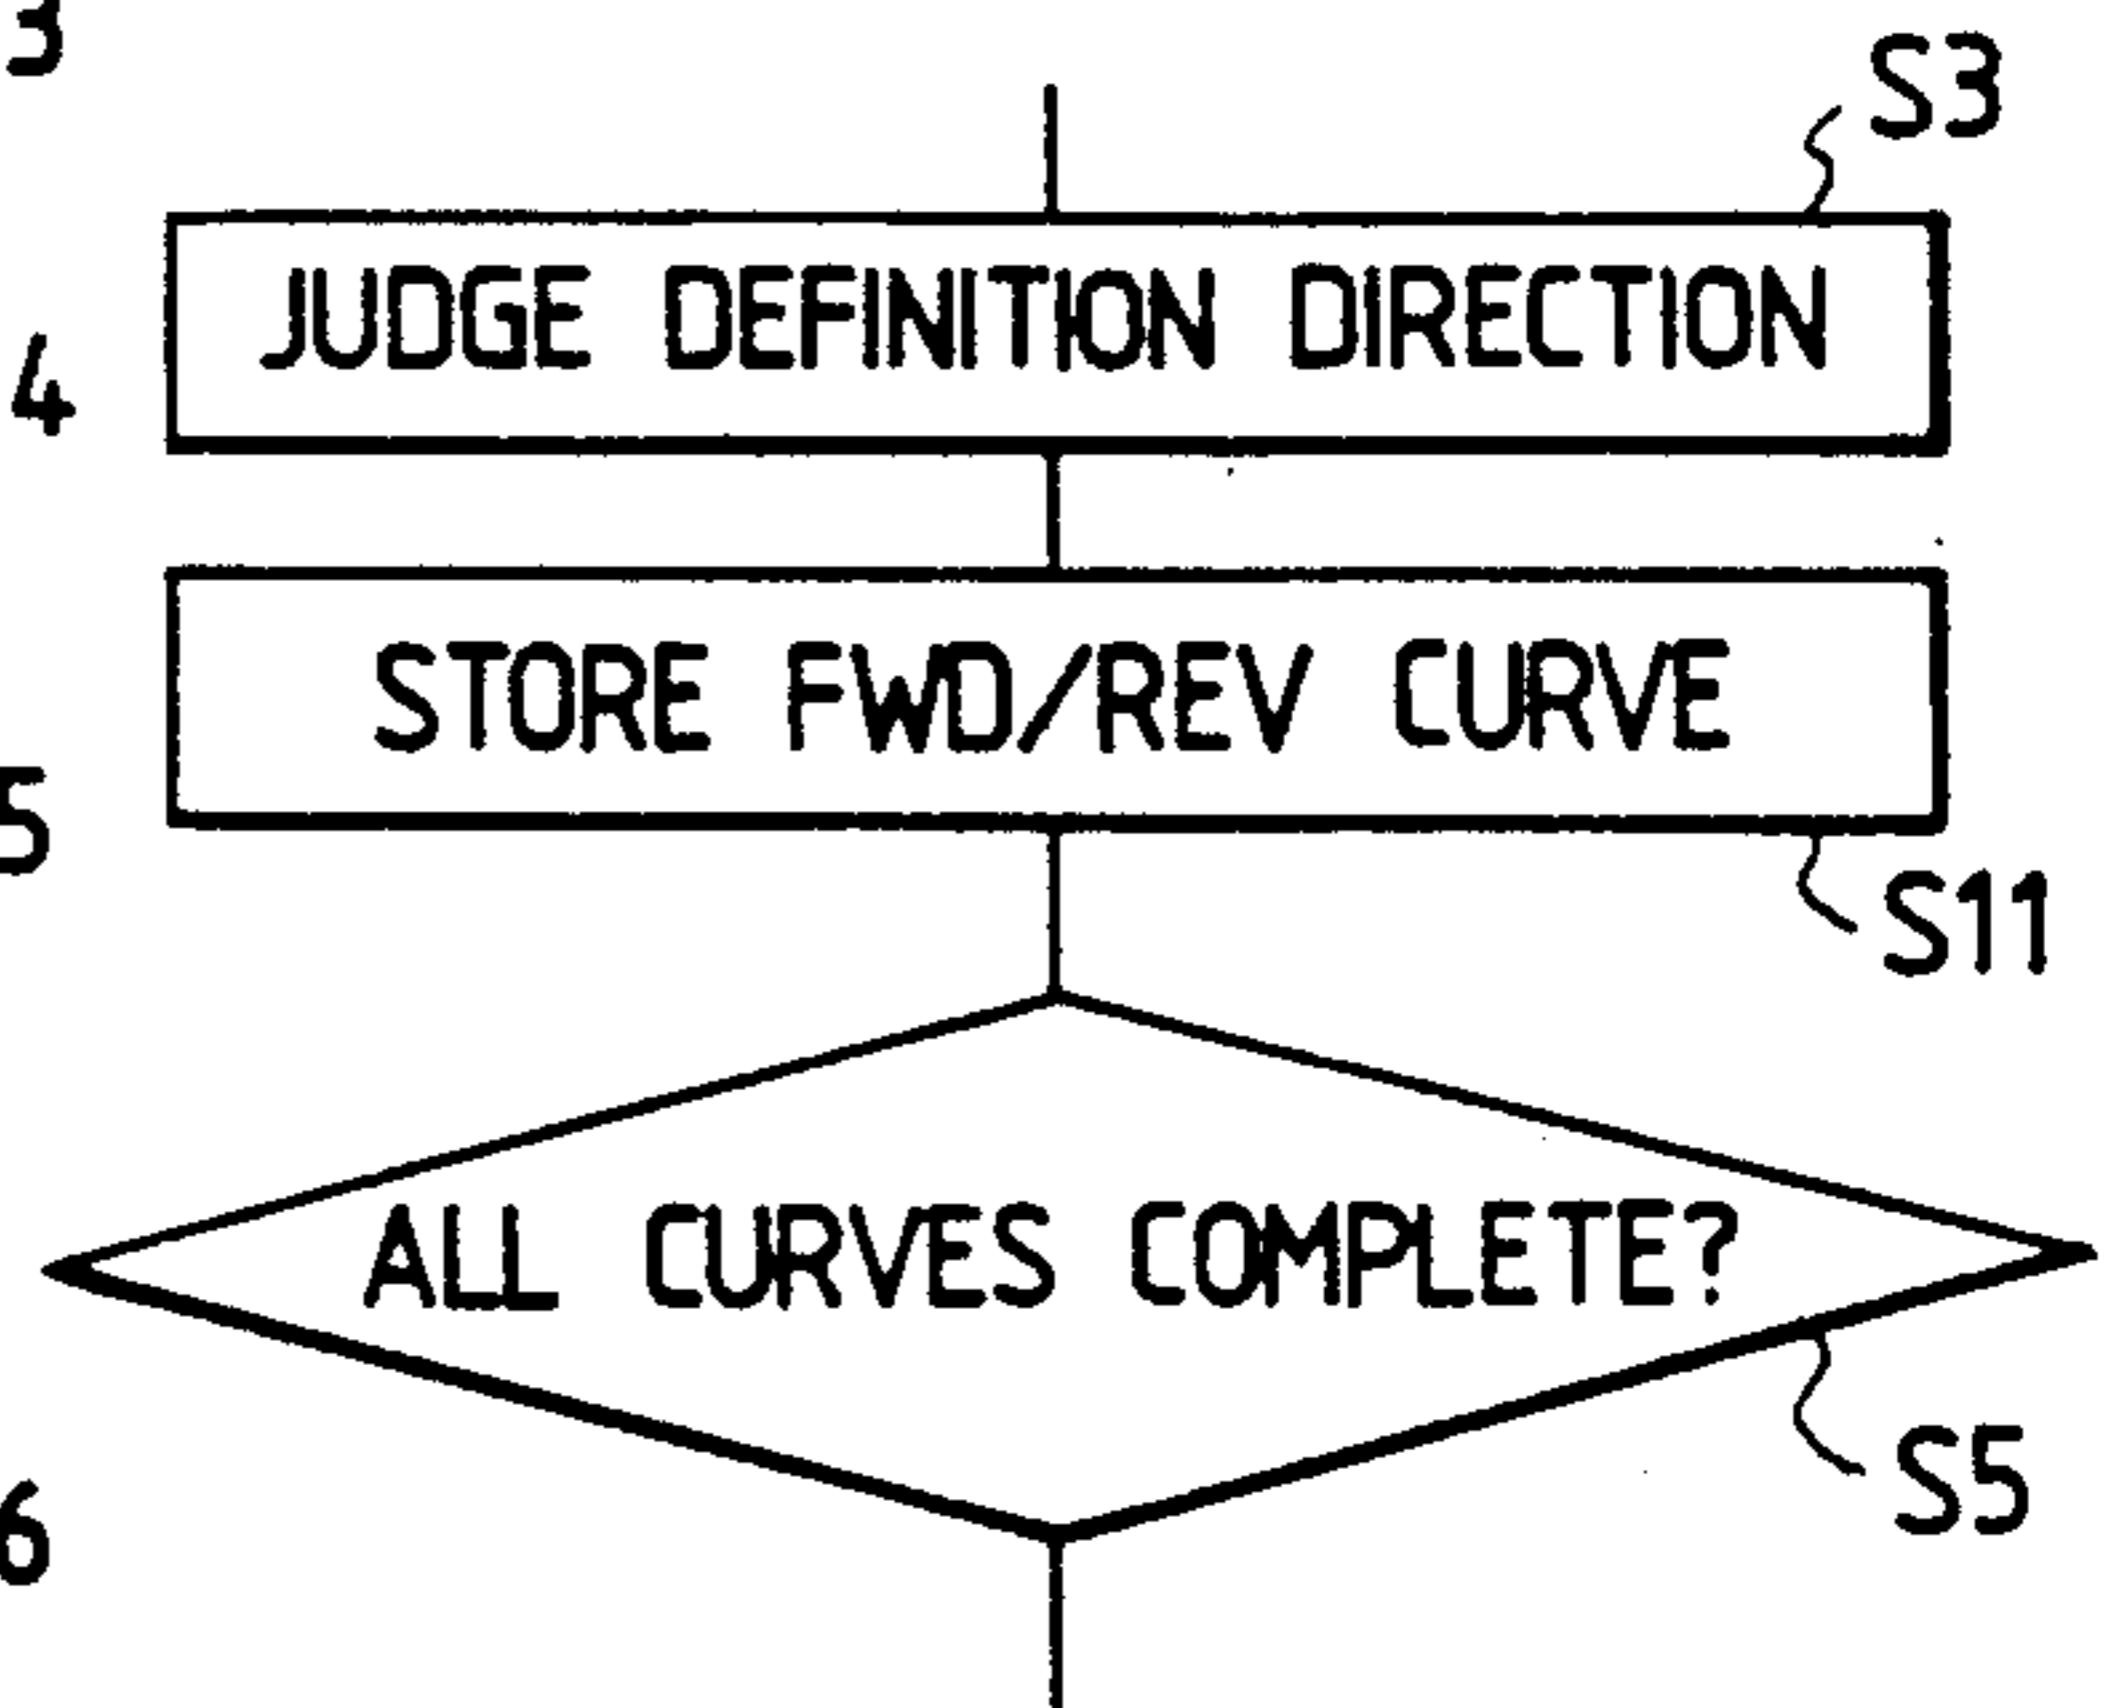 3
S3
JUDGE DEFINITION DIRECTION
4
STORE FWD/REV CURVE
5
S11
ALL CURVES COMPLETE?
S5
6